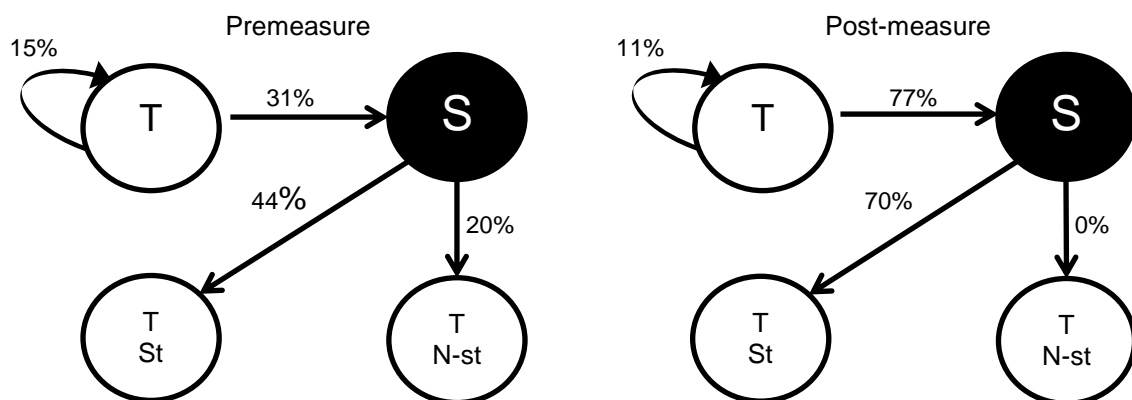 Premeasure
15%
T
31%
S
44%
20%
T
St
T
N-st
Post-measure
11%
T
77%
S
70%
0%
T
St
T
N-st